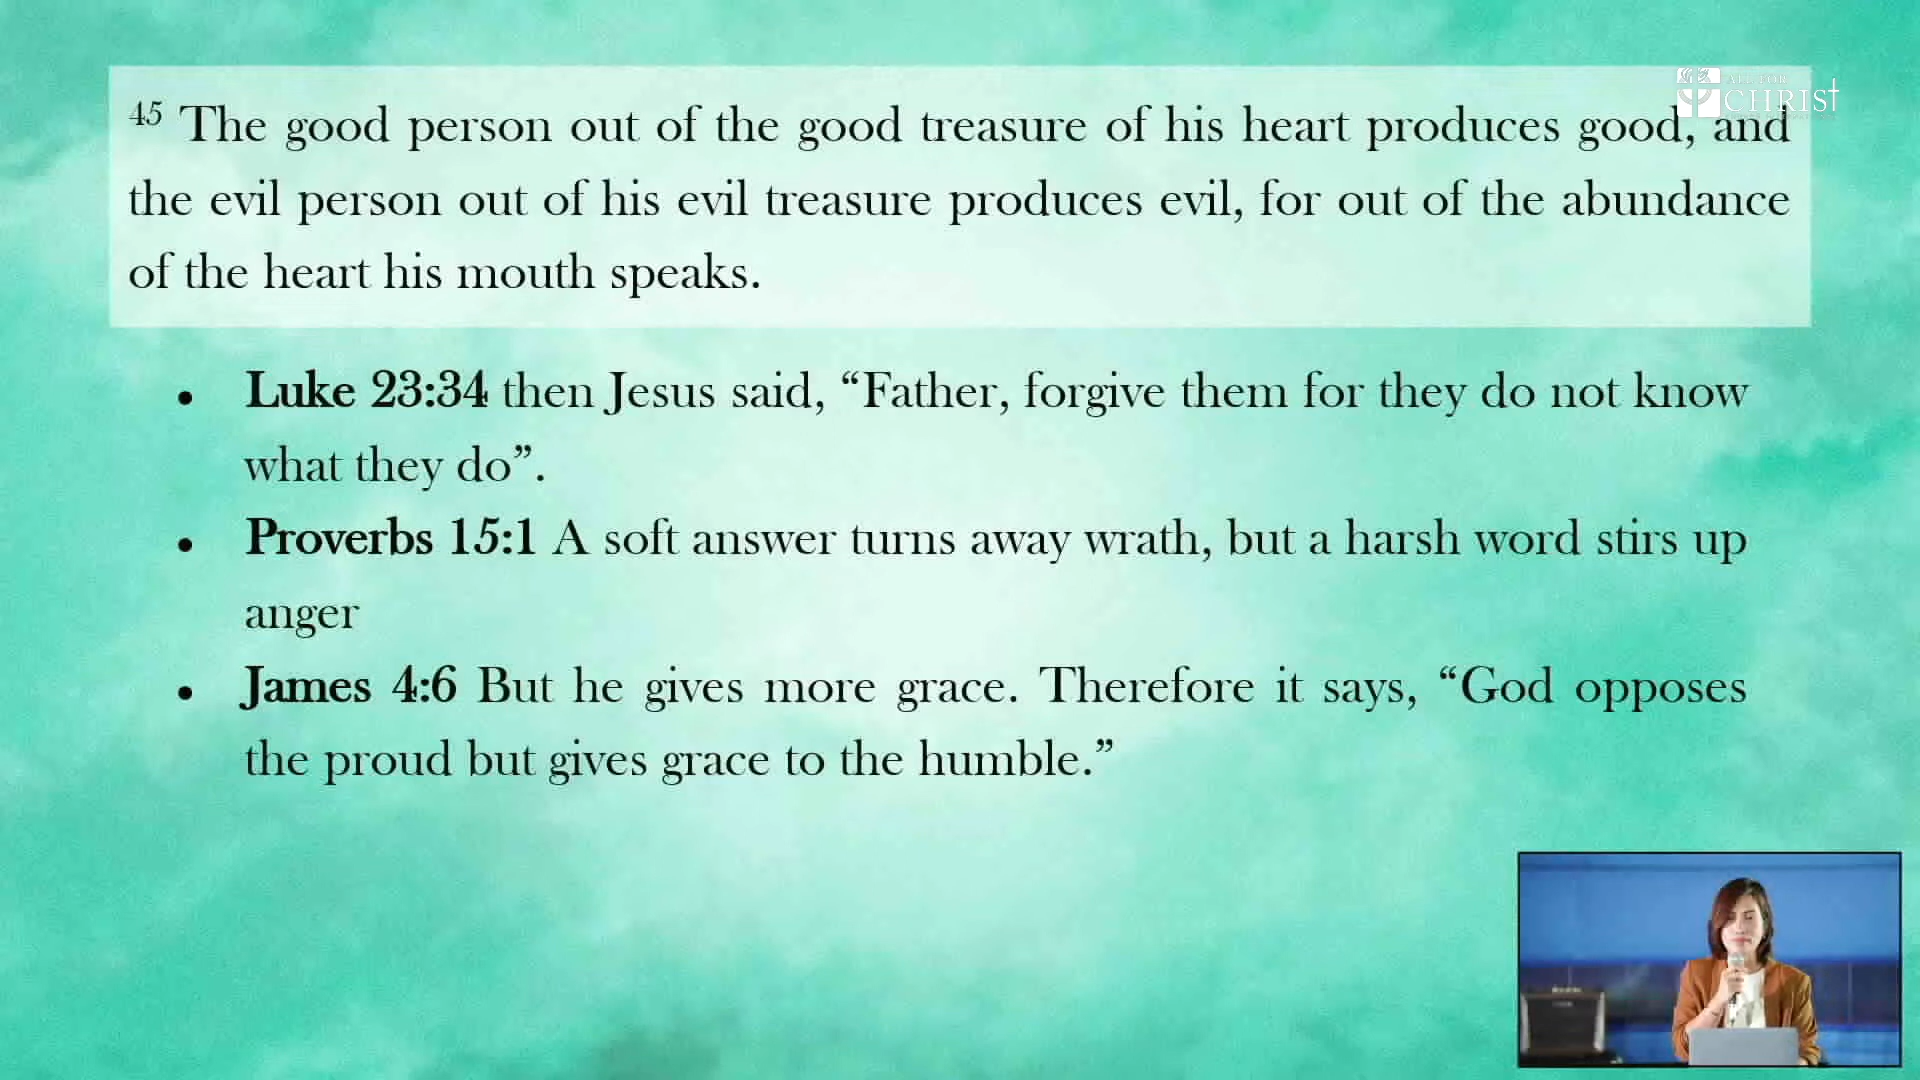 45 The good person out of the good treasure of his heart produces good, and
the evil person out of his evil treasure produces evil, for out of the abundance
of the heart his mouth speaks.
• Luke 23:34 then Jesus said, “Father, forgive them for they do not know
what they do”.
• Proverbs 15:1 A soft answer turns away wrath, but a harsh word stirs up
anger
• James 4:6 But he gives more grace. Therefore it says, “God opposes
the proud but gives grace to the humble.”
ALL FOR
CHRIST